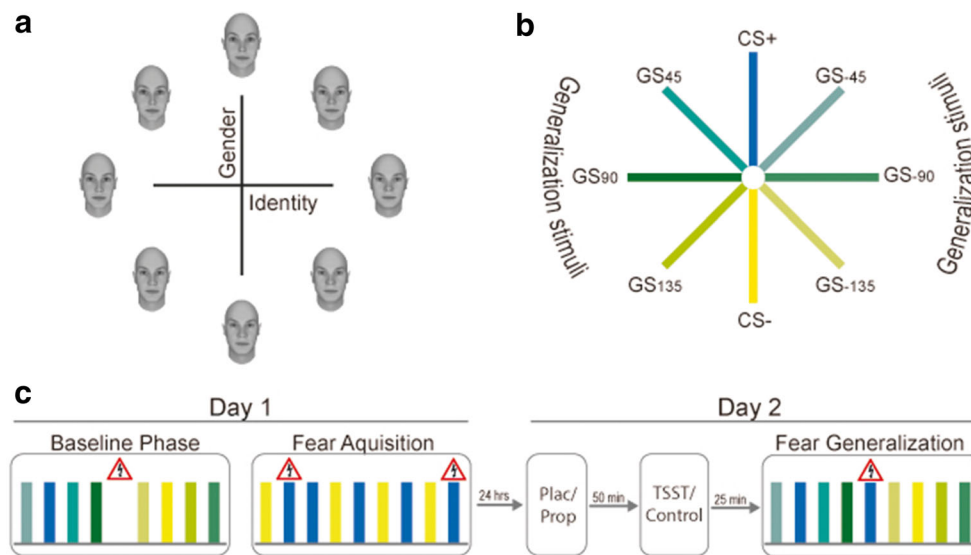 a
Gender
Identity
b
CS+
GS45
GS-45
GS90
GS-90
GS135
GS-135
CS-
Generalization stimuli
Generalization stimuli
c
Day 1
Day 2
Baseline Phase
Fear Aquisition
Fear Generalization
24 hrs
Plac/
Prop
50 min
TSST/
Control
25 min